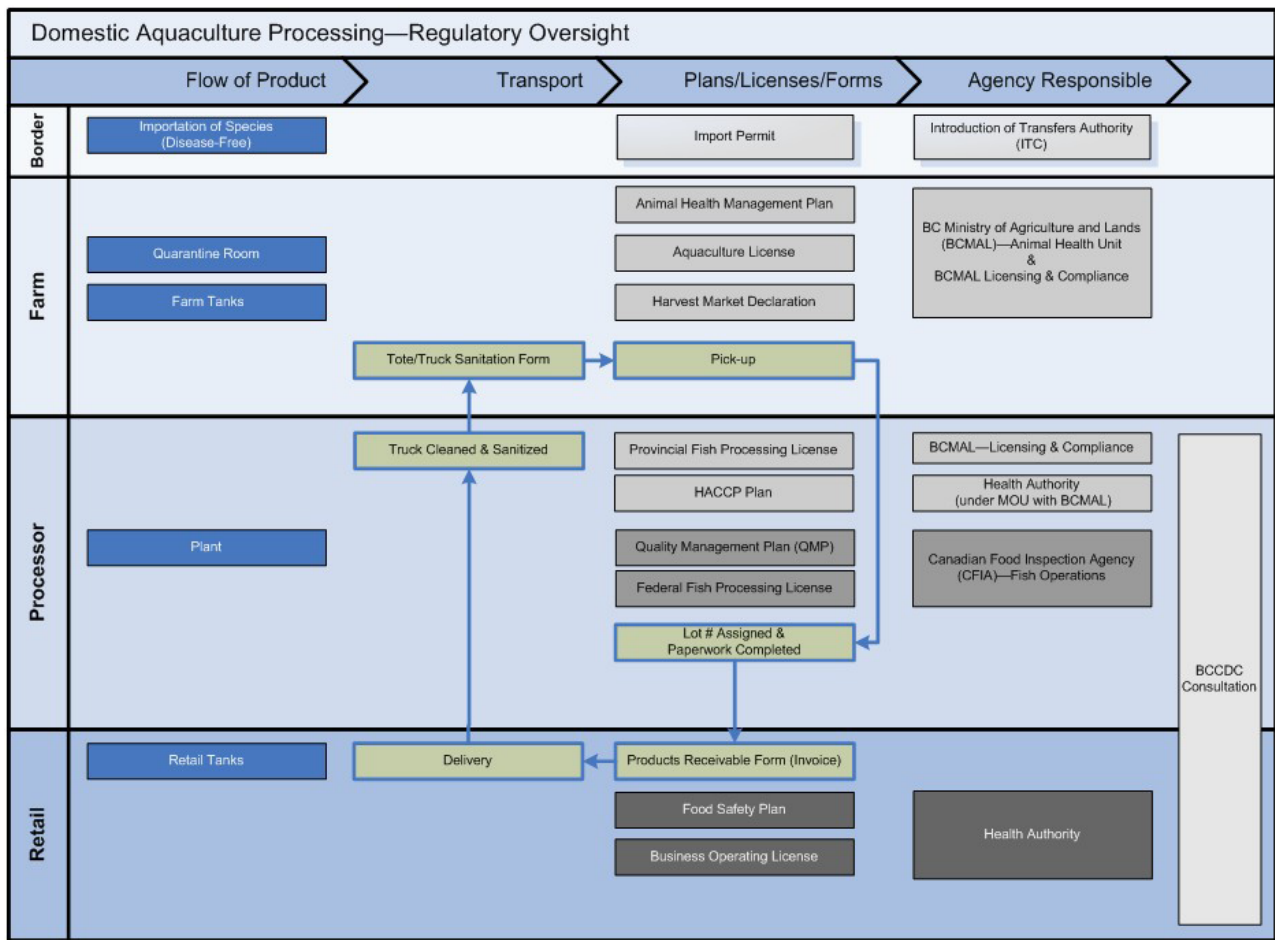 Domestic Aquaculture Processing—Regulatory Oversight
Flow of Product
Transport
Plans/Licenses/Forms
Agency Responsible
Border
Importation of Species
(Disease-Free)
Import Permit
Introduction of Transfers Authority
(ITC)
Farm
Animal Health Management Plan
BC Ministry of Agriculture and Lands
(BCMAL)—Animal Health Unit
&
BCMAL Licensing & Compliance
Quarantine Room
Aquaculture License
Farm Tanks
Harvest Market Declaration
Tote/Truck Sanitation Form
Pick-up
Processor
Truck Cleaned & Sanitized
Provincial Fish Processing License
BCMAL—Licensing & Compliance
HACCP Plan
Health Authority
(under MOU with BCMAL)
Plant
Quality Management Plan (QMP)
Canadian Food Inspection Agency
(CFIA)—Fish Operations
Federal Fish Processing License
Lot # Assigned &
Paperwork Completed
BCCDC
Consultation
Retail
Retail Tanks
Delivery
Products Receivable Form (Invoice)
Food Safety Plan
Health Authority
Business Operating License